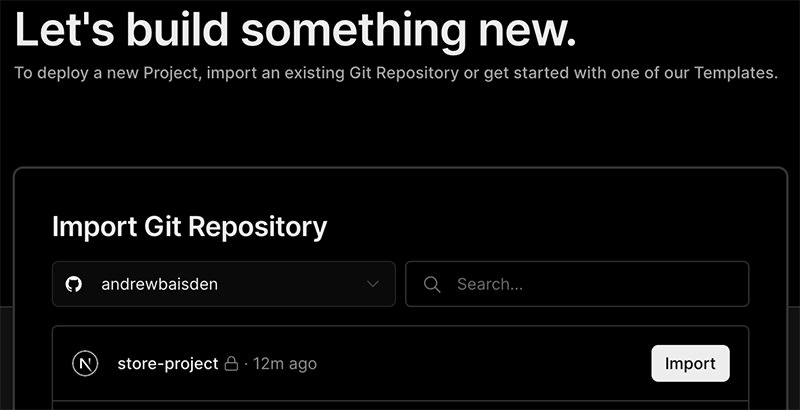 Let's build something new.
To deploy a new Project, import an existing Git Repository or get started with one of our Templates.
Import Git Repository
andrewbaisden
Search...
store-project · 12m ago
Import